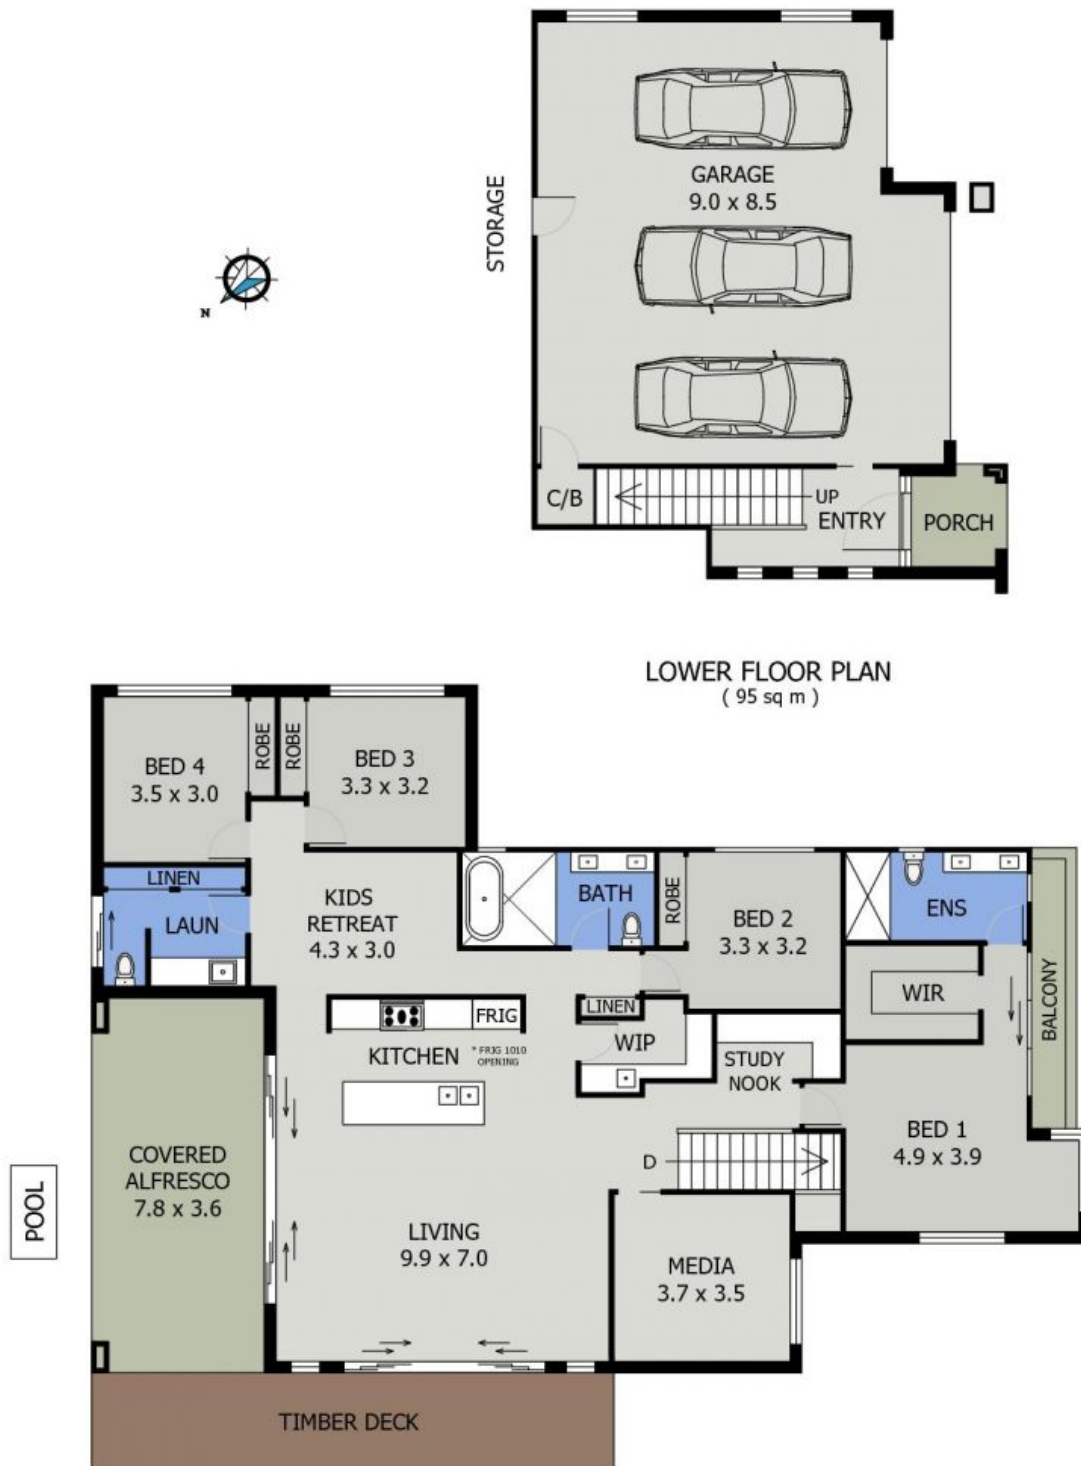 GARAGE
9.0 x 8.5
STORAGE
N
C/B
UP
ENTRY
PORCH
LOWER FLOOR PLAN
( 95 sq m )
BED 4
3.5 x 3.0
ROBE
ROBE
BED 3
3.3 x 3.2
LINEN
LAUN
KIDS
RETREAT
4.3 x 3.0
BATH
ROBE
BED 2
3.3 x 3.2
ENS
WIR
BALCONY
FRIG
KITCHEN
* FRIG 1010
OPENING
LINEN
WIP
STUDY
NOOK
BED 1
4.9 x 3.9
COVERED
ALFRESCO
7.8 x 3.6
POOL
D
LIVING
9.9 x 7.0
MEDIA
3.7 x 3.5
TIMBER DECK